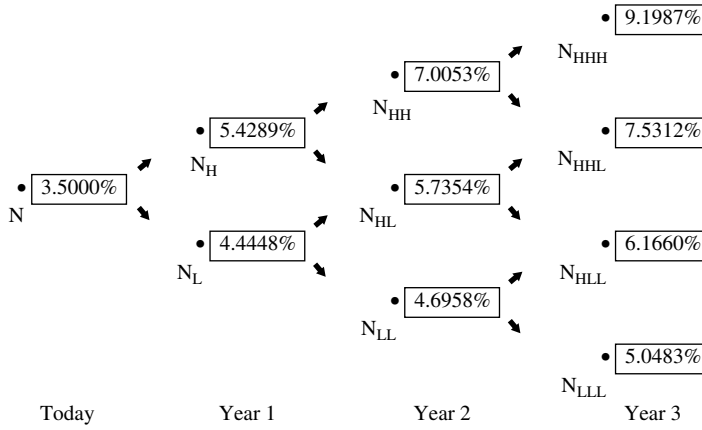 9.1987%
N_HHH
7.0053%
N_HH
5.4289%
N_H
7.5312%
N_HHL
3.5000%
N
5.7354%
N_HL
4.4448%
N_L
6.1660%
N_HLL
4.6958%
N_LL
5.0483%
N_LLL
Today Year 1 Year 2 Year 3